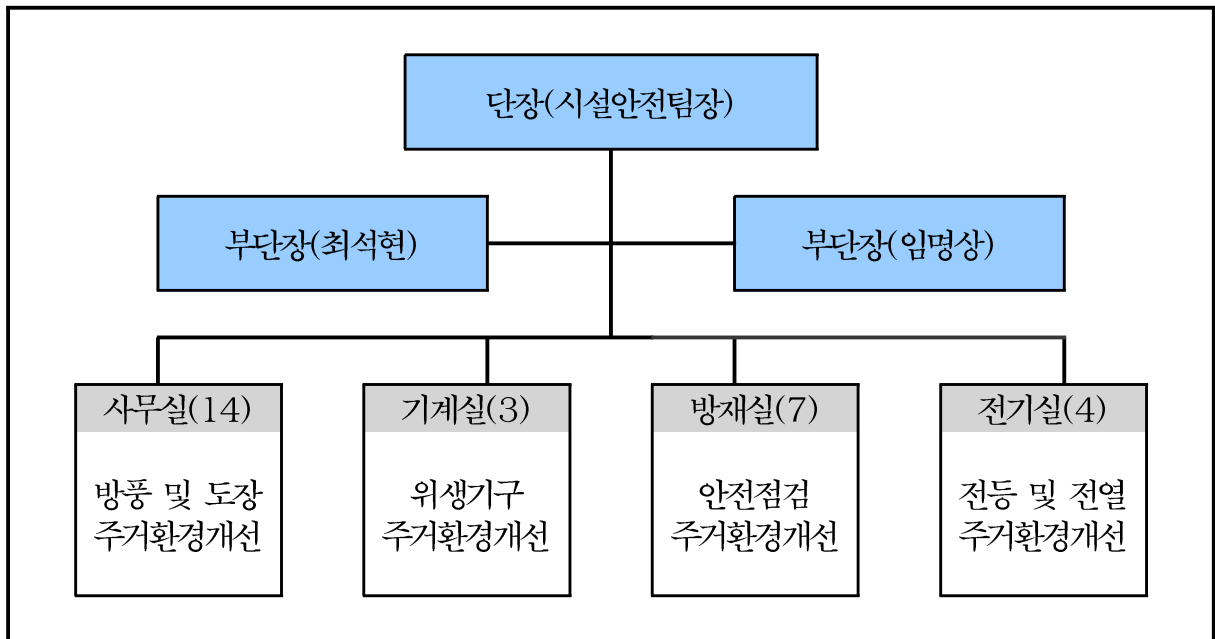 단장(시설안전팀장)
부단장(최석현)
부단장(임명상)
사무실(14)
방풍 및 도장
주거환경개선
기계실(3)
위생기구
주거환경개선
방재실(7)
안전점검
주거환경개선
전기실(4)
전등 및 전열
주거환경개선